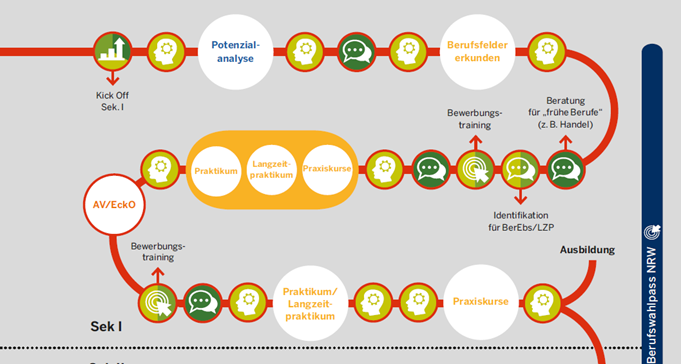 Potenzial-
analyse
Berufsfelder
erkunden
Kick Off
Sek. I
Bewerbungs-
training
Beratung
für „frühe Berufe“
(z. B. Handel)
Praktikum
Langzeit-
praktikum
Praxiskurse
AV/EckO
Identifikation
für BerEbs/LZP
Bewerbungs-
training
Ausbildung
Praktikum/
Langzeit-
praktikum
Praxiskurse
Sek I
Berufswahlpass NRW